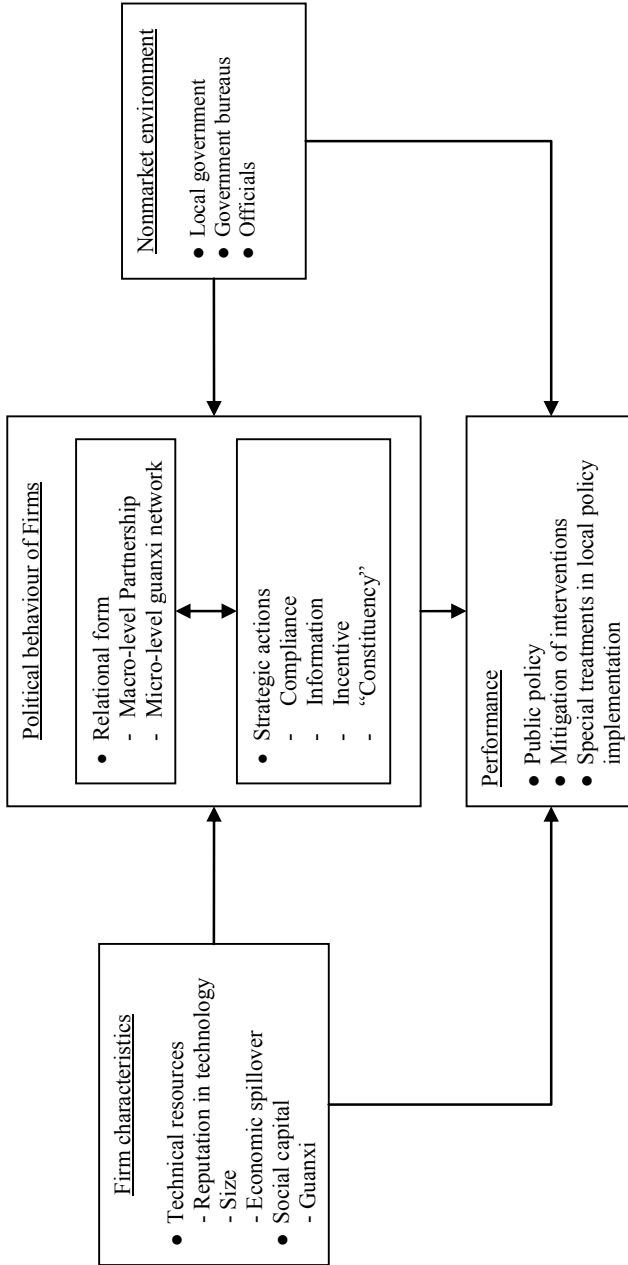 Firm characteristics
● Technical resources
- Reputation in technology
- Size
- Economic spillover
● Social capital
- Guanxi
Political behaviour of Firms
● Relational form
- Macro-level Partnership
- Micro-level guanxi network
● Strategic actions
- Compliance
- Information
- Incentive
- “Constituency”
Nonmarket environment
● Local government
● Government bureaus
● Officials
Performance
● Public policy
● Mitigation of interventions
● Special treatments in local policy
implementation